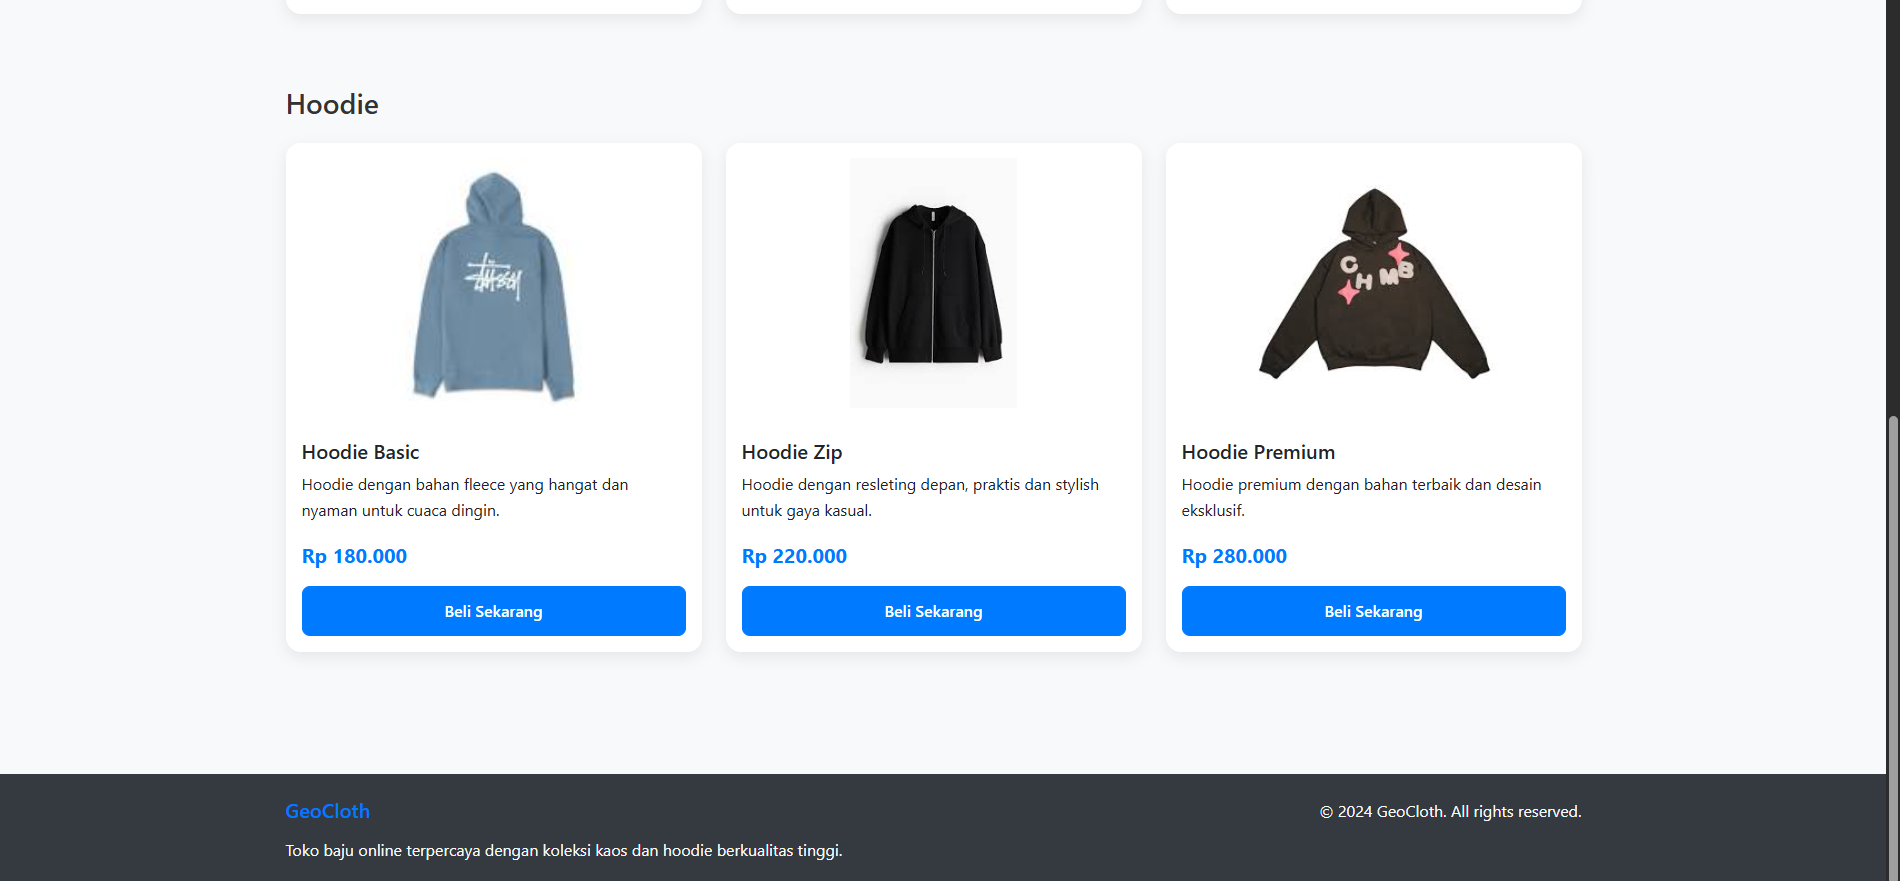 Hoodie
Stüssy
CHMB
Hoodie Basic
Hoodie dengan bahan fleece yang hangat dan
nyaman untuk cuaca dingin.
Rp 180.000
Beli Sekarang
Hoodie Zip
Hoodie dengan resleting depan, praktis dan stylish
untuk gaya kasual.
Rp 220.000
Beli Sekarang
Hoodie Premium
Hoodie premium dengan bahan terbaik dan desain
eksklusif.
Rp 280.000
Beli Sekarang
GeoCloth
Toko baju online terpercaya dengan koleksi kaos dan hoodie berkualitas tinggi.
© 2024 GeoCloth. All rights reserved.